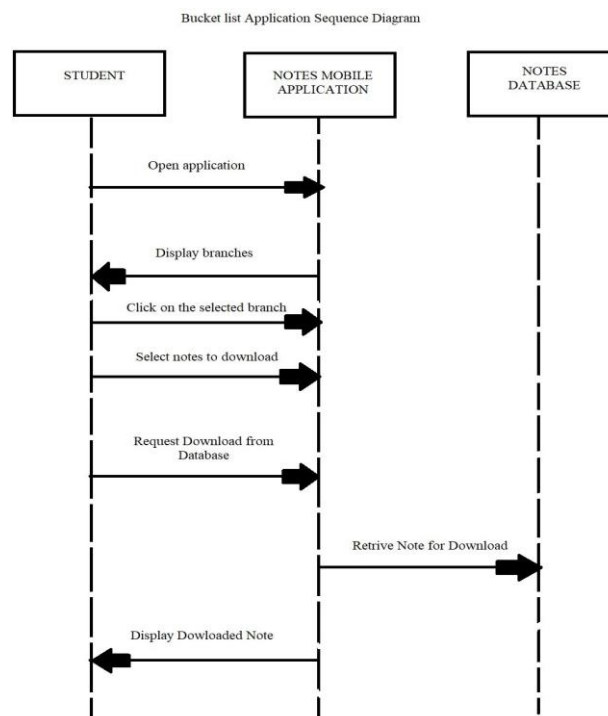 Bucket list Application Sequence Diagram
STUDENT
NOTES MOBILE
APPLICATION
NOTES
DATABASE
Open application
Display branches
Click on the selected branch
Select notes to download
Request Download from
Database
Retrive Note for Download
Display Dowloaded Note